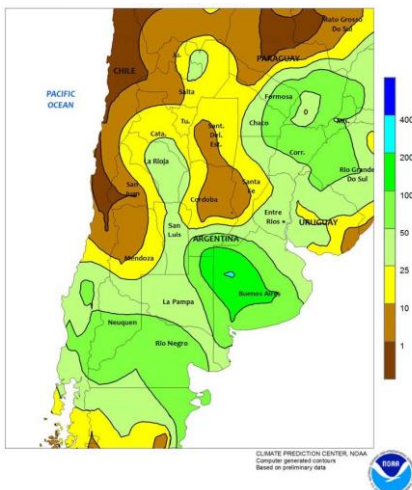 Mato Grosso
Do Sul
PARAGUAY
CHILE
Ju.
PACIFIC
OCEAN
Salta
Formosa
Tu.
Chaco
Sant.
Del.
Est.
Cata.
Corr.
La Rioja
Rio Grande
Do Sul
San
Juan
Santa
Fe
Cordoba
Entre
Rios
URUGUAY
San
Luis
ARGENTINA
Mendoza
Buenos Aires
La Pampa
Neuquen
Rio Negro
400
200
100
50
25
10
1
CLIMATE PREDICTION CENTER, NOAA
Computer generated contours
Based on preliminary data
NOAA